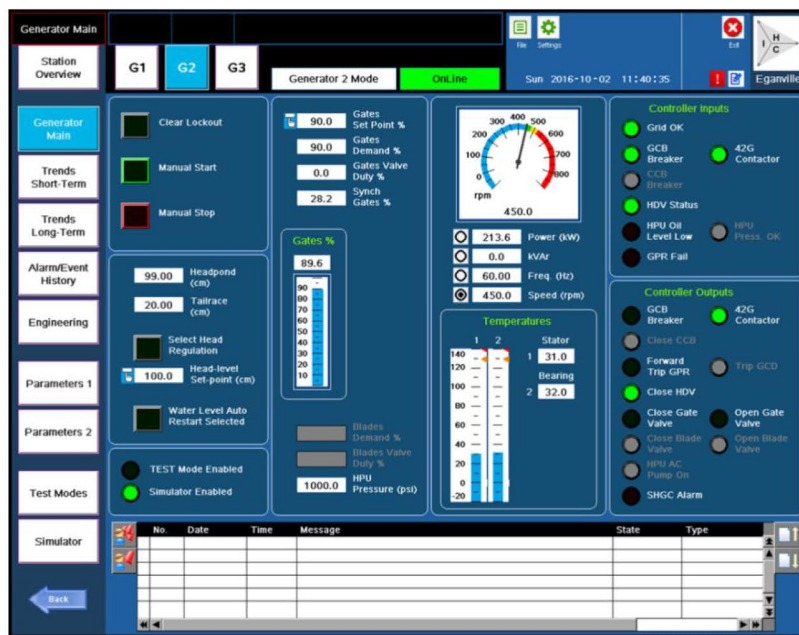 Generator Main
File
Settings
Exit
I H C
Station
Overview
G1
G2
G3
Generator 2 Mode
OnLine
Sun 2016-10-02 11:40:35
Eganville
Generator
Main
Trends
Short-Term
Trends
Long-Term
Alarm/Event
History
Engineering
Parameters 1
Parameters 2
Test Modes
Simulator
Back
Clear Lockout
Manual Start
Manual Stop
99.00 Headpond
(cm)
20.00 Tailrace
(cm)
Select Head
Regulation
100.0 Head-level
Set-point (cm)
Water Level Auto
Restart Selected
TEST Mode Enabled
Simulator Enabled
90.0 Gates
Set Point %
90.0 Gates
Demand %
0.0 Gates Valve
Duty %
28.2 Synch
Gates %
Gates %
89.6
90
80
70
60
50
40
30
20
10
Blades
Demand %
Blades Valve
Duty %
1000.0 HPU
Pressure (psi)
0
100
200
300
400
500
600
700
800
rpm
450.0
213.6 Power (kW)
0.0 kVAr
60.00 Freq. (Hz)
450.0 Speed (rpm)
Temperatures
1 2 Stator
1 31.0
Bearing
2 32.0
140
120
100
80
60
40
20
0
-20
Controller Inputs
Grid OK
GCB
Breaker
42G
Contactor
CCB
Breaker
HDV Status
HPU Oil
Level Low
HPU
Press. OK
GPR Fail
Controller Outputs
GCB
Breaker
42G
Contactor
Close CCB
Forward
Trip GPR
Trip GCD
Close HDV
Close Gate
Valve
Open Gate
Valve
Close Blade
Valve
Open Blade
Valve
HPU AC
Pump On
SHGC Alarm
No. Date Time Message State Type